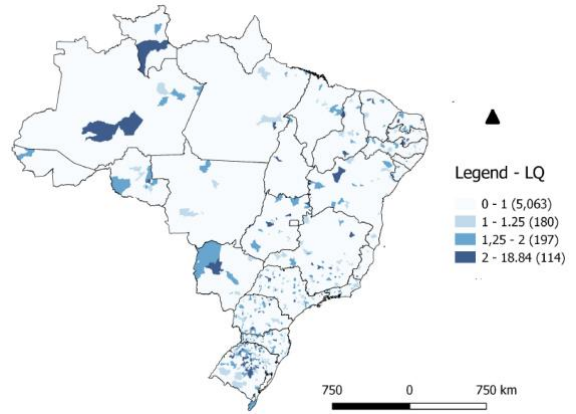 Legend - LQ
0 - 1 (5,063)
1 - 1.25 (180)
1,25 - 2 (197)
2 - 18.84 (114)
750 0 750 km